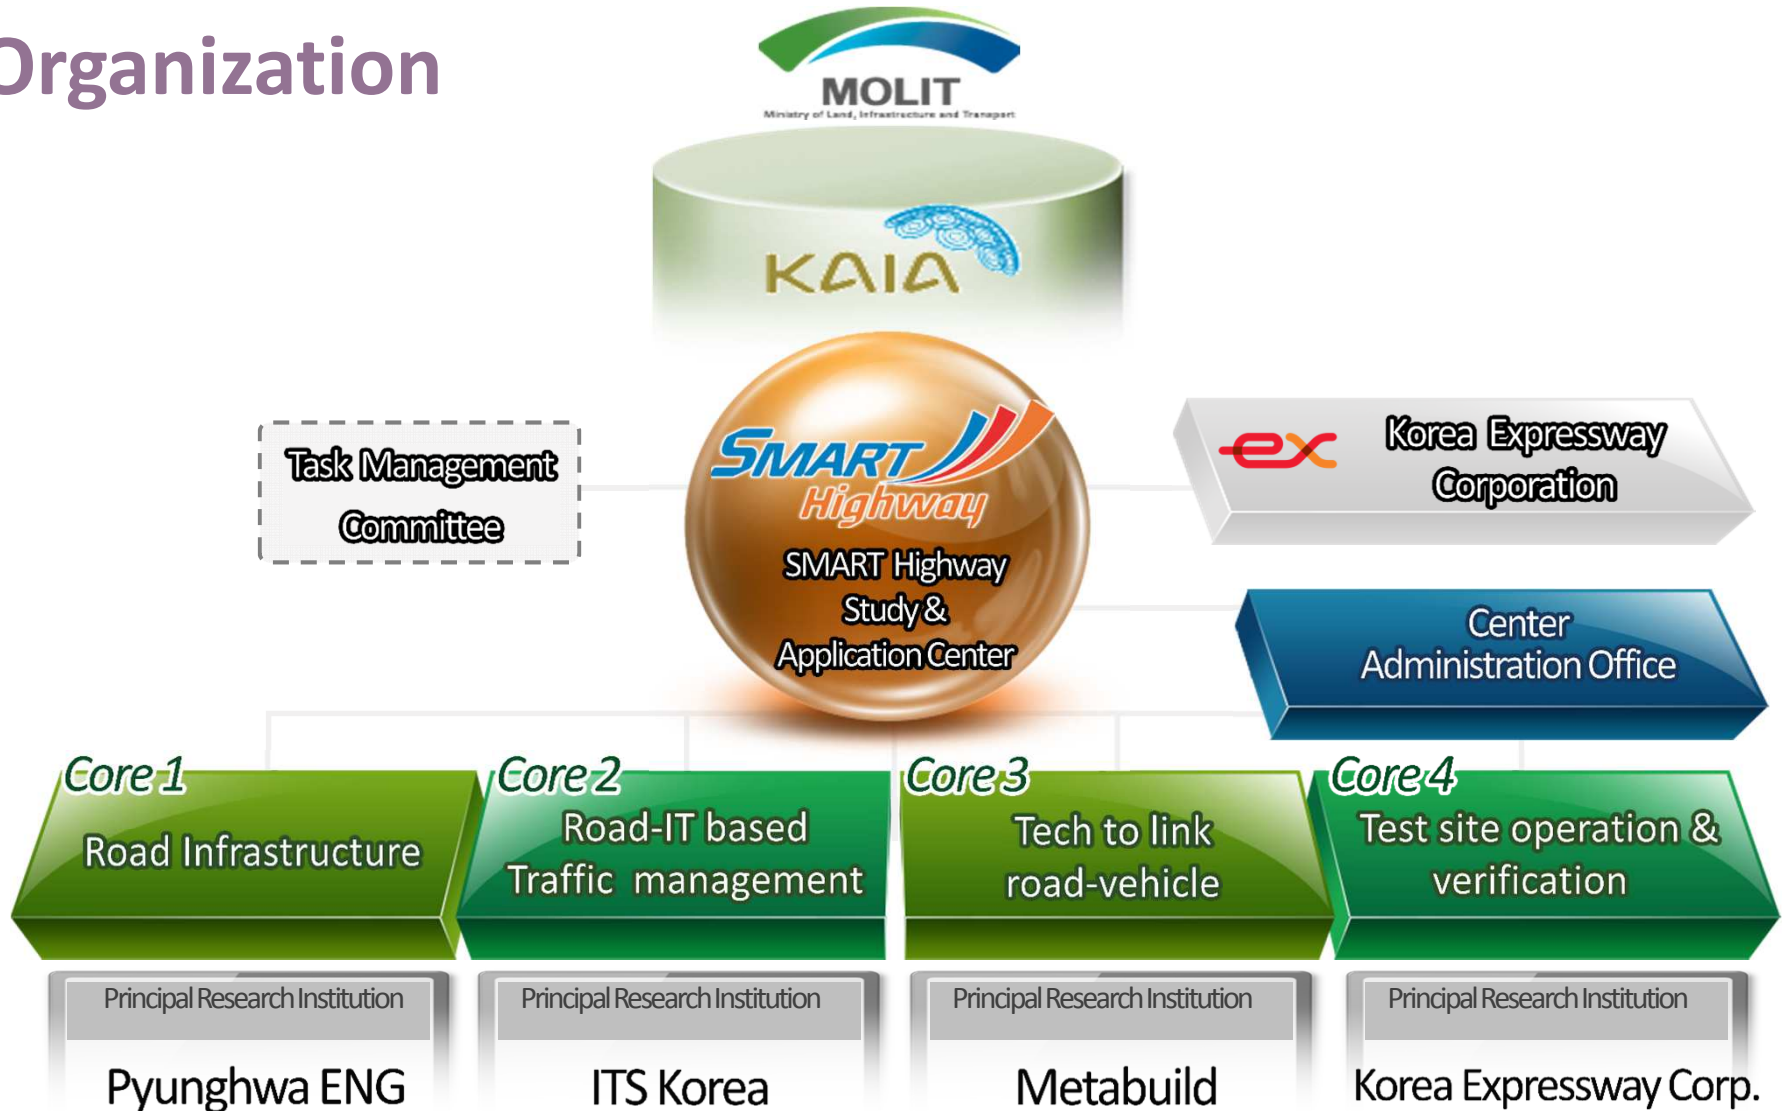 Organization
MOLIT
Ministry of Land, Infrastructure and Transport
KAIA
SMART
Highway
SMART Highway
Study &
Application Center
Task Management
Committee
ex
Korea Expressway
Corporation
Center
Administration Office
Core 1
Road Infrastructure
Core 2
Road-IT based
Traffic management
Core 3
Tech to link
road-vehicle
Core 4
Test site operation &
verification
Principal Research Institution
Pyunghwa ENG
Principal Research Institution
ITS Korea
Principal Research Institution
Metabuild
Principal Research Institution
Korea Expressway Corp.